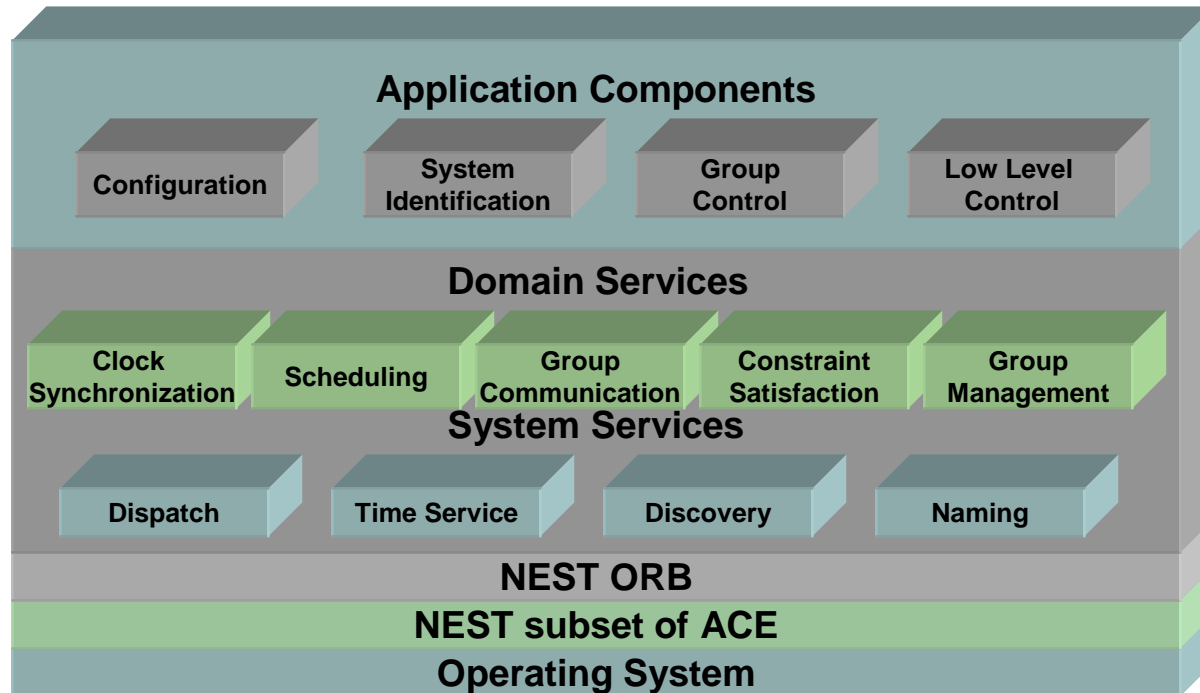 Application Components
Configuration
System
Identification
Group
Control
Low Level
Control
Domain Services
Clock
Synchronization
Scheduling
Group
Communication
Constraint
Satisfaction
Group
Management
System Services
Dispatch
Time Service
Discovery
Naming
NEST ORB
NEST subset of ACE
Operating System